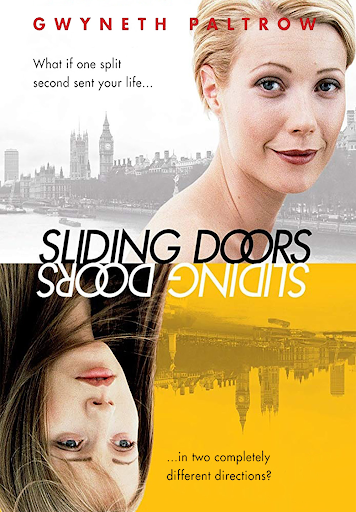 GWYNETH PALTROW
What if one split
second sent your life...
SLIDING DOORS
SLIDING DOORS
...in two completely
different directions?